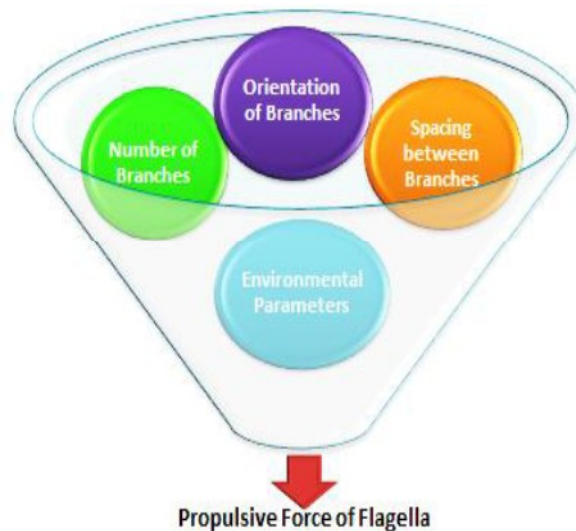 Orientation
of Branches
Number of
Branches
Spacing
between
Branches
Environmental
Parameters
Propulsive Force of Flagella